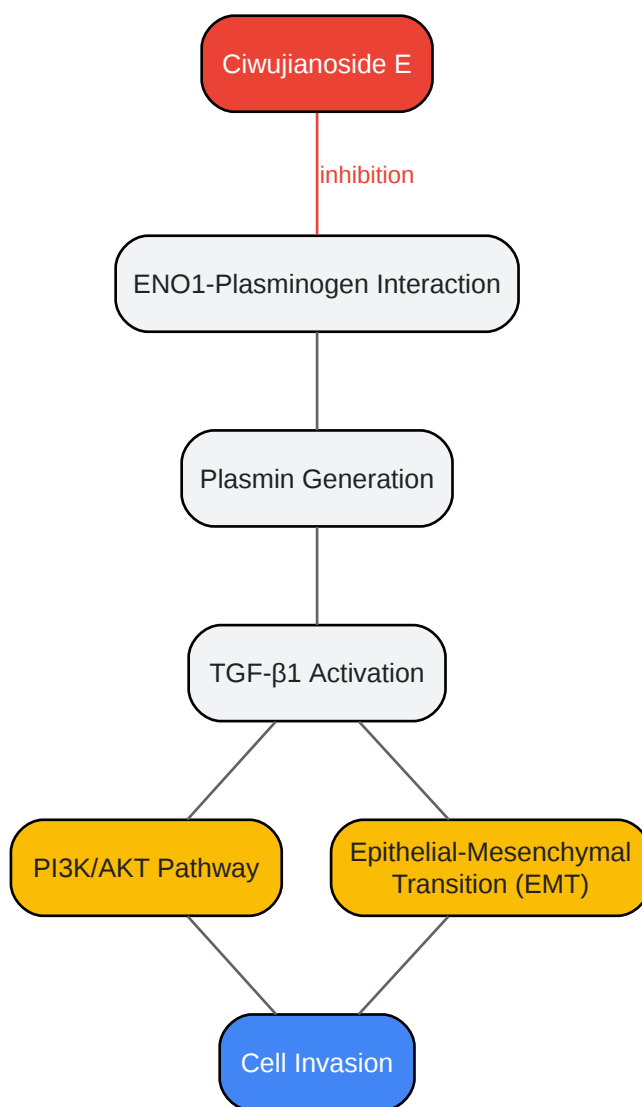 Ciwujianoside E
inhibition
ENO1-Plasminogen Interaction
Plasmin Generation
TGF-β1 Activation
PI3K/AKT Pathway
Epithelial-Mesenchymal
Transition (EMT)
Cell Invasion